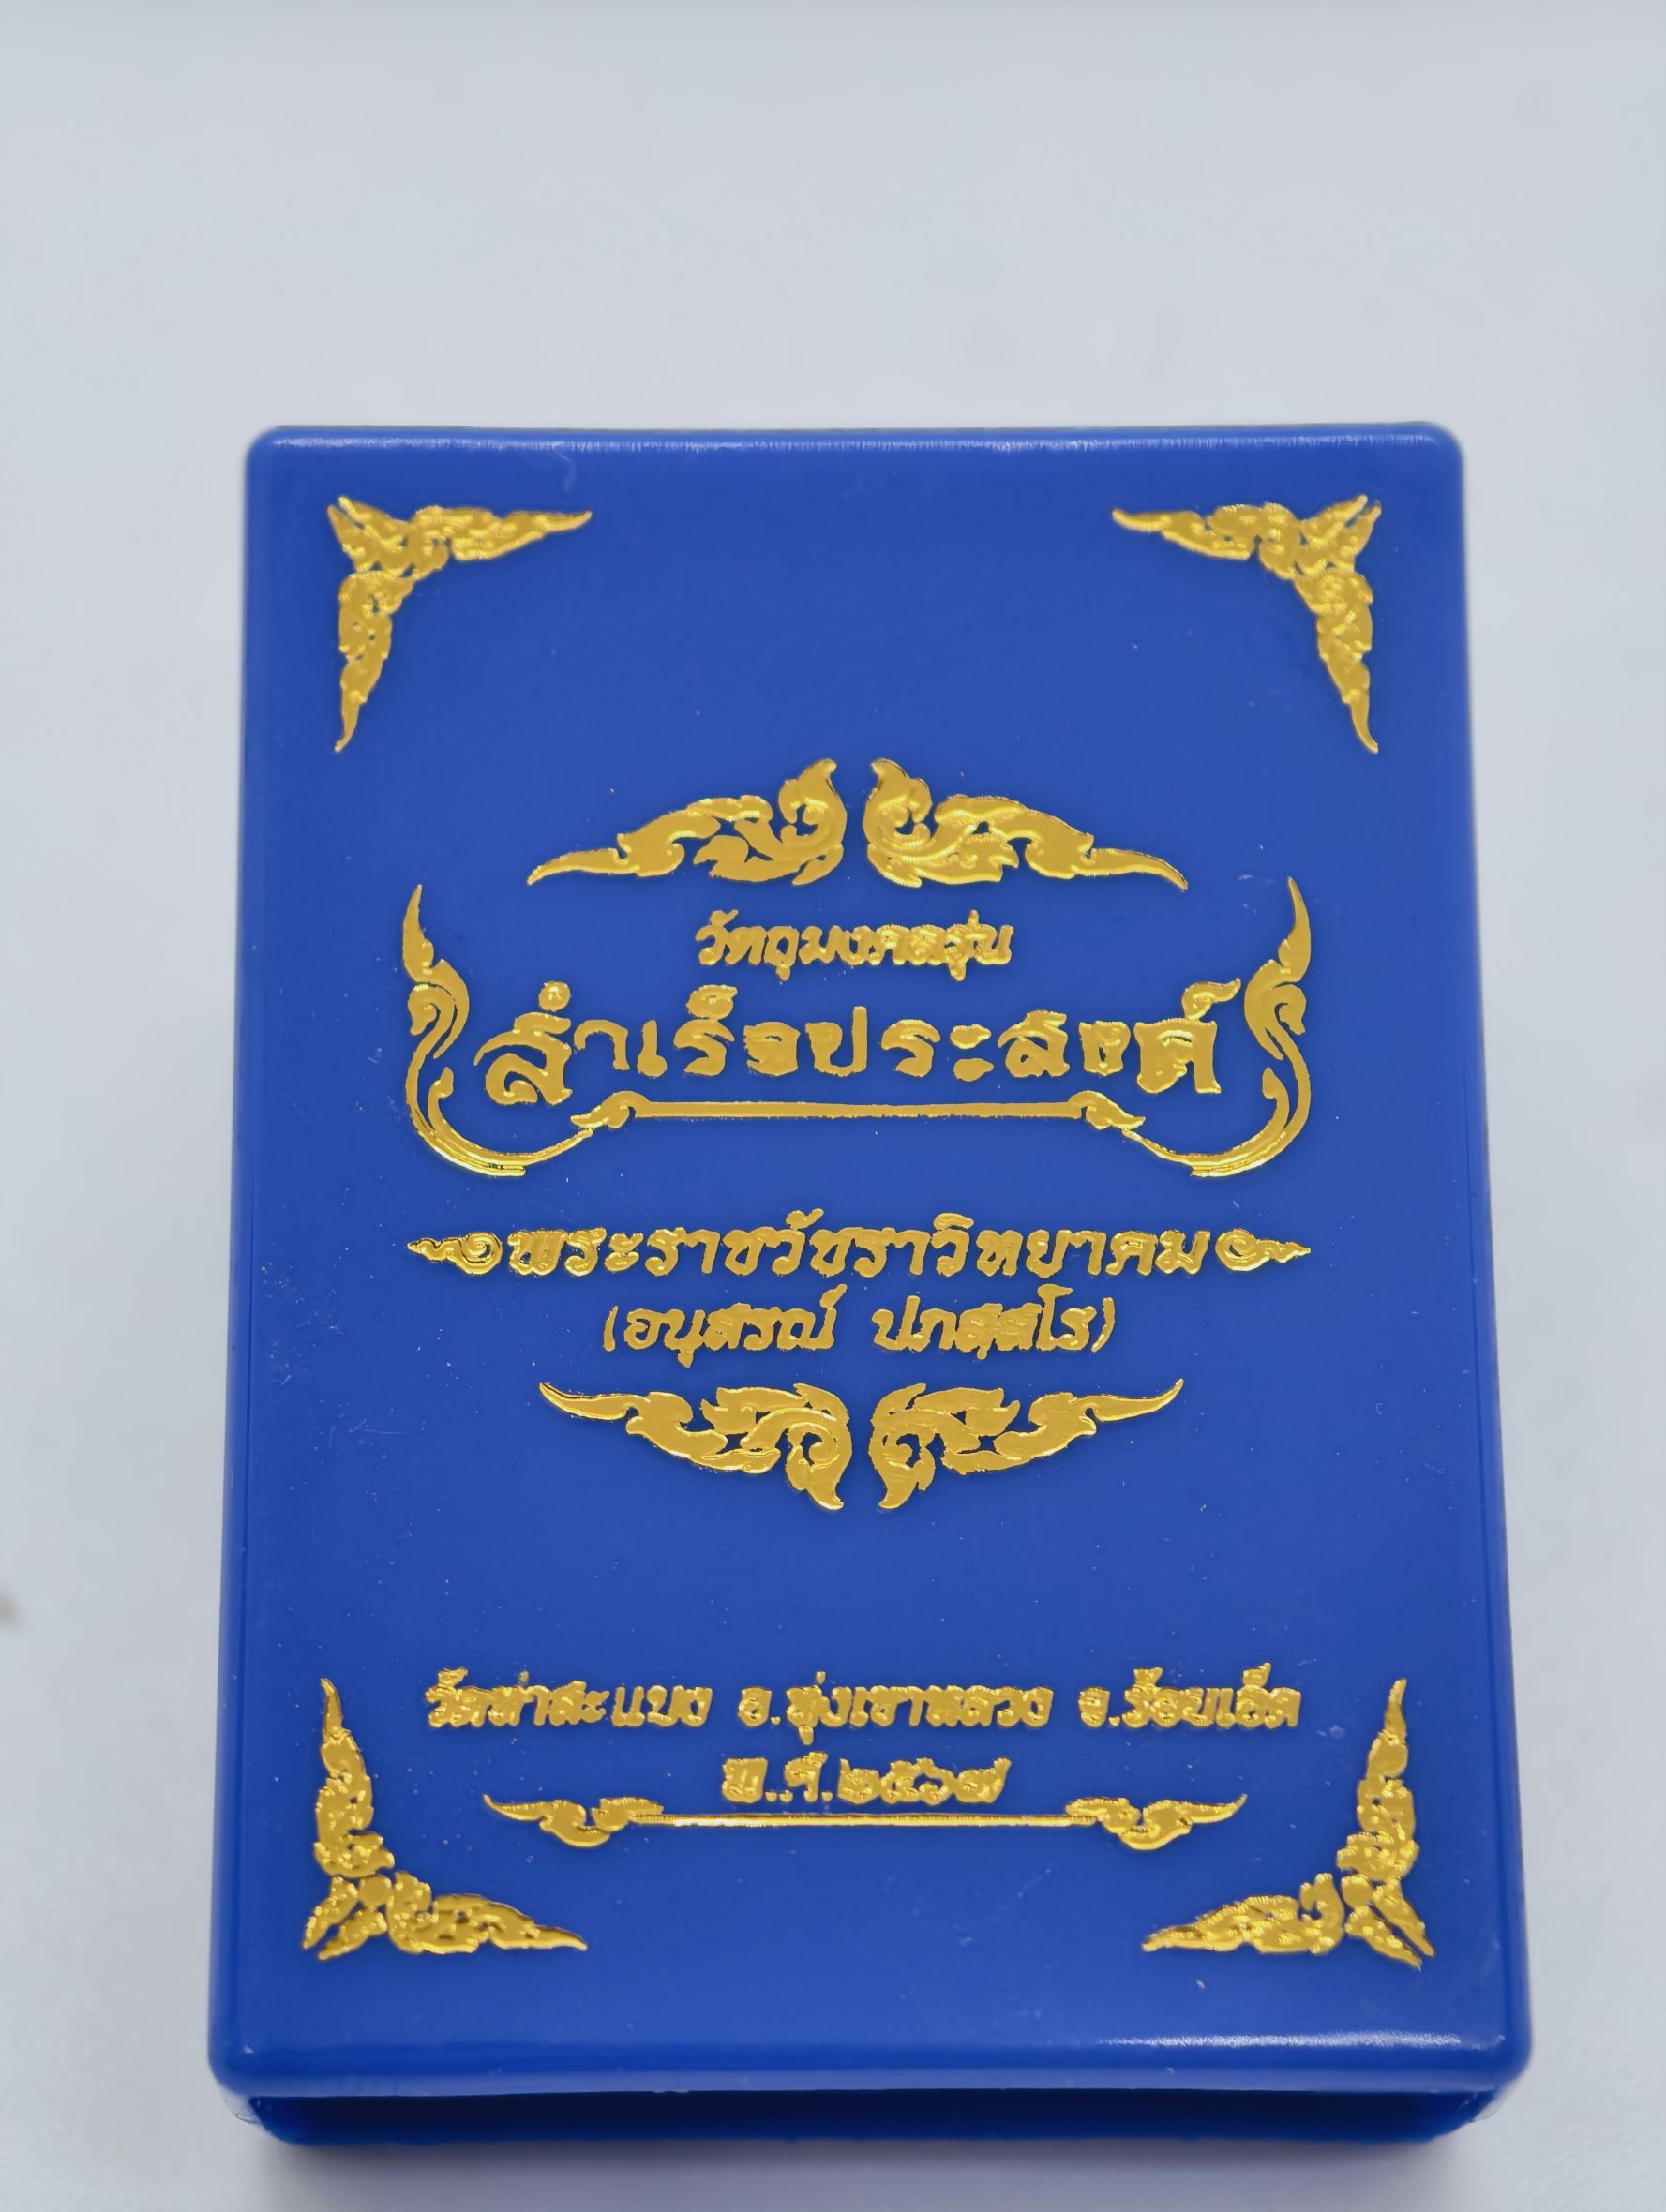 วัตถุมงคลรุ่น
สำเร็จประสงค์
พระราชวัชราวิทยาคม
(อนุสรณ์ ปภสฺสโร)
วัดท่าสะแบง อ.ทุ่งเขาหลวง จ.ร้อยเอ็ด
พ.ศ.๒๕๖๗